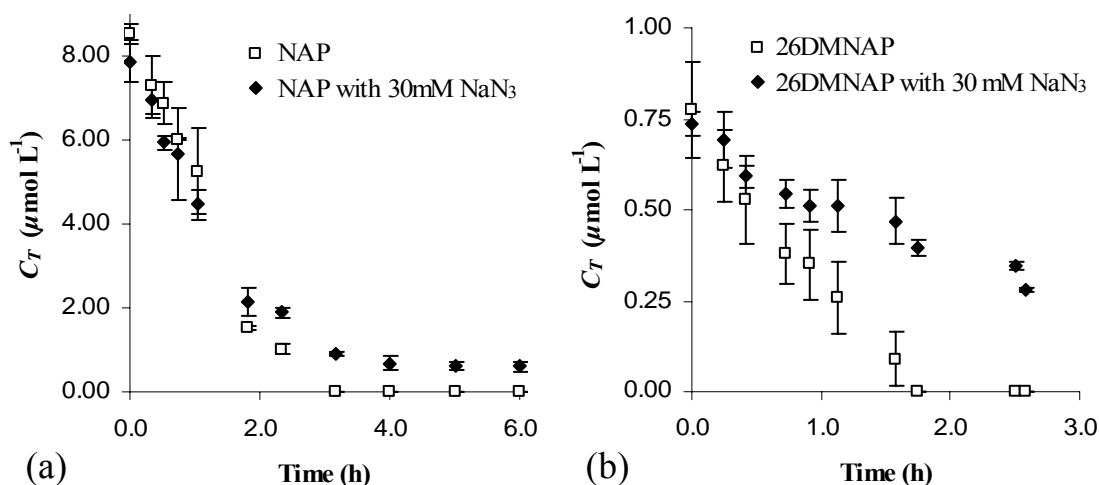 8.00
6.00
4.00
2.00
0.00
C_T (µmol L⁻¹)
NAP
NAP with 30mM NaN₃
0.0 2.0 4.0 6.0
(a) Time (h)
1.00
0.75
0.50
0.25
0.00
C_T (µmol L⁻¹)
26DMNAP
26DMNAP with 30 mM NaN₃
0.0 1.0 2.0 3.0
(b) Time (h)